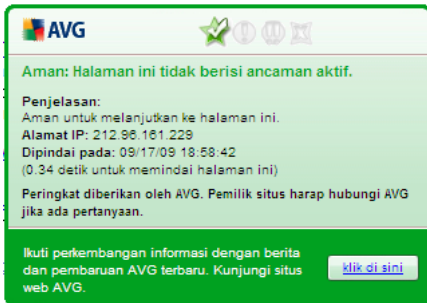 AVG
Aman: Halaman ini tidak berisi ancaman aktif.
Penjelasan:
Aman untuk melanjutkan ke halaman ini.
Alamat IP: 212.96.161.229
Dipindai pada: 09/17/09 18:58:42
(0.34 detik untuk memindai halaman ini)
Peringkat diberikan oleh AVG. Pemilik situs harap hubungi AVG
jika ada pertanyaan.
Ikuti perkembangan informasi dengan berita
dan pembaruan AVG terbaru. Kunjungi situs
web AVG.
klik di sini